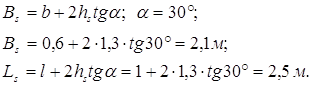 B_s = b + 2h_s tgα; α = 30°;
B_s = 0,6 + 2·1,3·tg30° = 2,1м;
L_s = l + 2h_s tgα = 1 + 2·1,3·tg30° = 2,5 м.